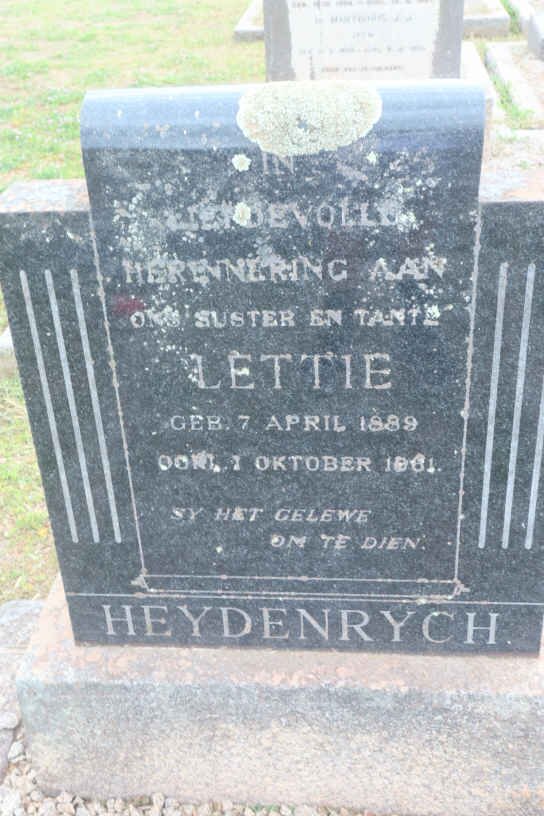 IN
LIEFDEVOLLE
HERINNERING AAN
ONS SUSTER EN TANTE
LETTIE
GEB. 7 APRIL 1889
OORL. 1 OKTOBER 1961.
SY HET GELEWE
OM TE DIEN.
HEYDENRYCH